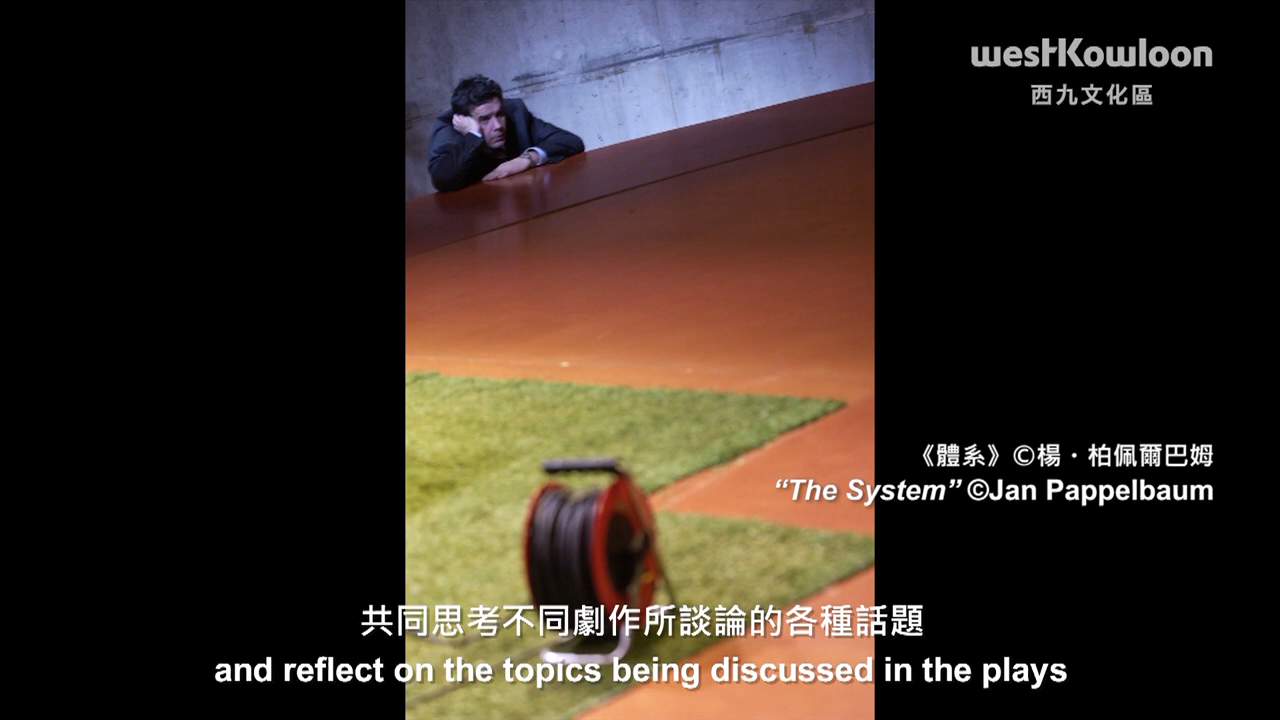 westKowloon
西九文化區
《體系》©楊．柏佩爾巴姆
“The System” ©Jan Pappelbaum
共同思考不同劇作所談論的各種話題
and reflect on the topics being discussed in the plays